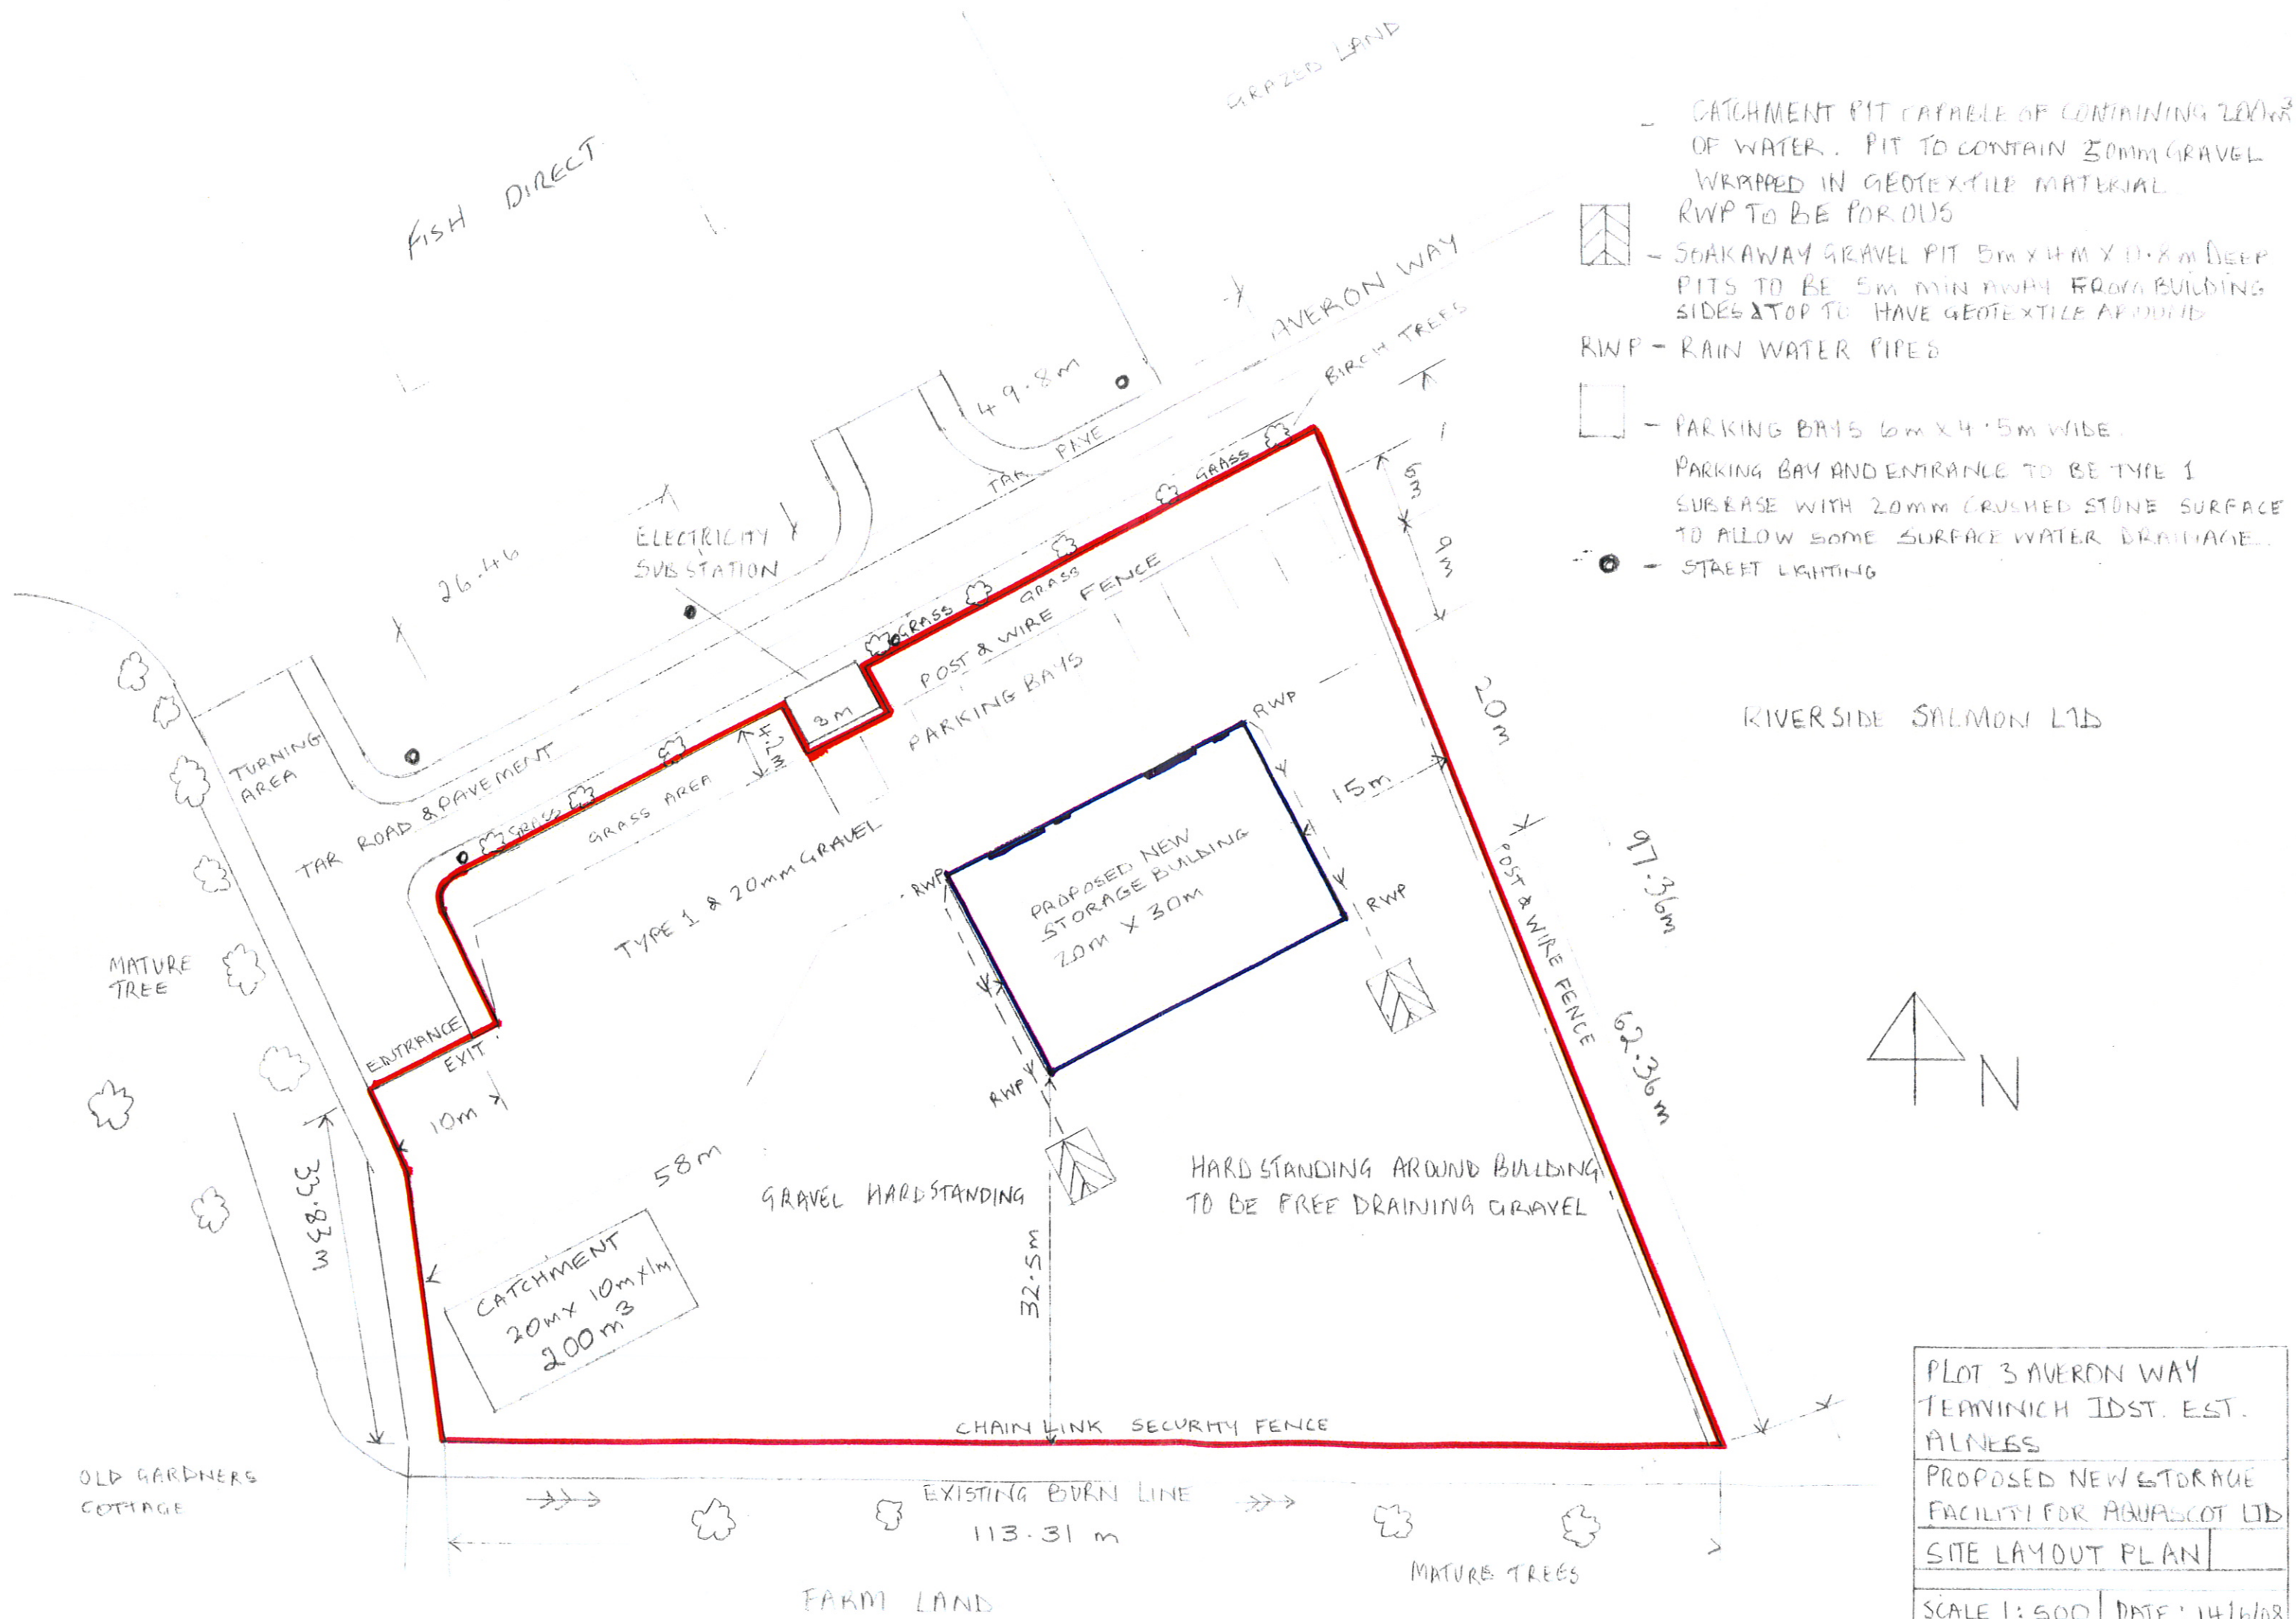 GRAZED LAND
FISH DIRECT
CATCHMENT PIT CAPABLE OF CONTAINING 200m³
OF WATER. PIT TO CONTAIN 50mm GRAVEL
WRAPPED IN GEOTEXTILE MATERIAL
RWP TO BE POROUS
- SOAKAWAY GRAVEL PIT 5m X 4M X 0.8m DEEP
PITS TO BE 5m MIN AWAY FROM BUILDING
SIDES & TOP TO HAVE GEOTEXTILE AROUND
RWP - RAIN WATER PIPES
- PARKING BAYS 6m X 4.5m WIDE
PARKING BAY AND ENTRANCE TO BE TYPE 1
SUBBASE WITH 20mm CRUSHED STONE SURFACE
TO ALLOW SOME SURFACE WATER DRAINAGE.
- STREET LIGHTING
AVERON WAY
BIRCH TREES
49.8m
TAR PAVE
26.46
ELECTRICITY
SUBSTATION
GRASS
GRASS
GRASS
POST & WIRE FENCE
PARKING BAYS
6m
9m
20m
15m
8m
4.2m
TURNING
AREA
TAR ROAD & PAVEMENT
GRASS
GRASS AREA
TYPE 1 & 20mm GRAVEL
RWP
RWP
RWP
RWP
PROPOSED NEW
STORAGE BUILDING
20m X 30m
RIVERSIDE SALMON LTD
97.36m
POST & WIRE FENCE
62.36m
N
MATURE
TREE
ENTRANCE
EXIT
10m
33.83m
58m
GRAVEL HARDSTANDING
HARDSTANDING AROUND BUILDING
TO BE FREE DRAINING GRAVEL
CATCHMENT
20m X 10m X 1m
200m³
32.5m
CHAIN LINK SECURITY FENCE
OLD GARDNERS
COTTAGE
EXISTING BURN LINE
113.31 m
MATURE TREES
FARM LAND
PLOT 3 AVERON WAY
TEANINICH IDST. EST.
ALNESS
PROPOSED NEW STORAGE
FACILITY FOR AQUASCOT LTD
SITE LAYOUT PLAN
SCALE 1:500 DATE: 14/6/08